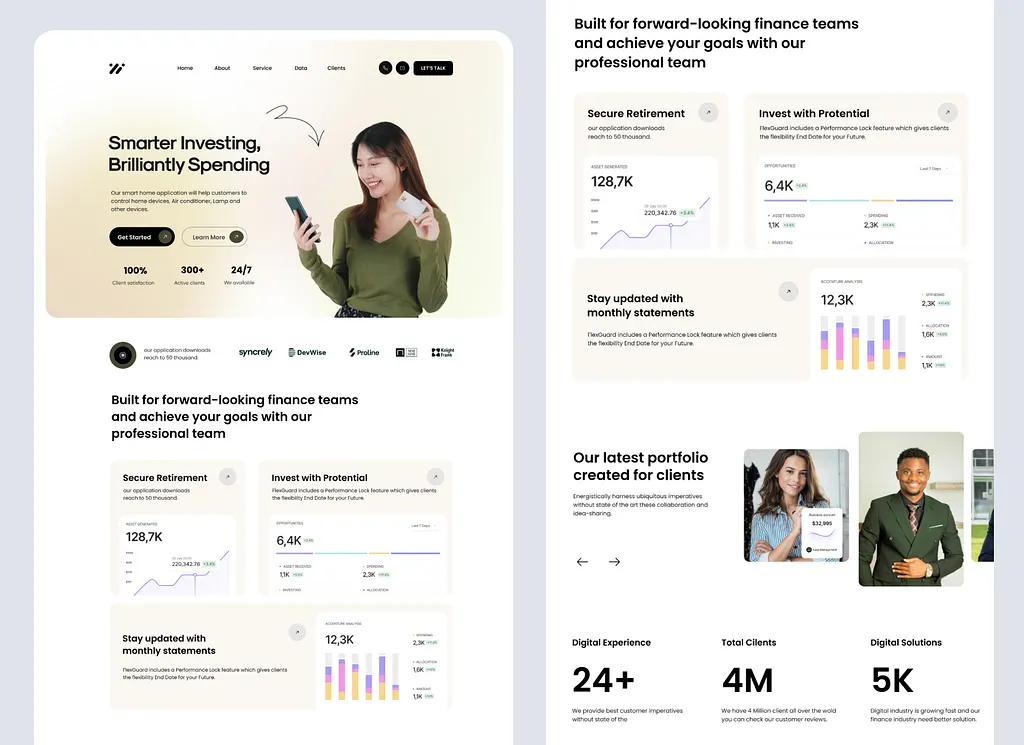 Home
About
Service
Data
Clients
LET'S TALK
Smarter Investing,
Brilliantly Spending
Our smart home application will help customers to
control home devices, Air conditioner, Lamp and
other devices.
Get Started
Learn More
100%
300+
24/7
Client satisfaction
Active clients
We available
our application downloads
reach to 50 thousand.
syncrely
DevWise
Proline
Knight
Frank
Built for forward-looking finance teams
and achieve your goals with our
professional team
Secure Retirement
our application downloads
reach to 50 thousand.
ASSET GENERATED
128,7K
220,342.76
+3.4%
Invest with Protential
FlexGuard includes a Performance Lock feature which gives clients
the flexibility End Date for your Future.
OPPORTUNITIES
Last 7 Days
6,4K
ASSET RECEIVED
SPENDING
1,1K
2,3K
INVESTING
ALLOCATION
Stay updated with
monthly statements
FlexGuard includes a Performance Lock feature which gives clients
the flexibility End Date for your Future.
ACCENTURE ANALYSIS
12,3K
SPENDING
2,3K
ALLOCATION
1,6K
AMOUNT
1,1K
Built for forward-looking finance teams
and achieve your goals with our
professional team
Secure Retirement
our application downloads
reach to 50 thousand.
ASSET GENERATED
128,7K
220,342.76
+3.4%
Invest with Protential
FlexGuard includes a Performance Lock feature which gives clients
the flexibility End Date for your Future.
OPPORTUNITIES
Last 7 Days
6,4K
ASSET RECEIVED
SPENDING
1,1K
2,3K
INVESTING
ALLOCATION
Stay updated with
monthly statements
FlexGuard includes a Performance Lock feature which gives clients
the flexibility End Date for your Future.
ACCENTURE ANALYSIS
12,3K
SPENDING
2,3K
ALLOCATION
1,6K
AMOUNT
1,1K
Our latest portfolio
created for clients
Energistically harness ubiquitous imperatives
without state of the art these collaboration and
idea-sharing.
Business account
$32,995
Digital Experience
Total Clients
Digital Solutions
24+
4M
5K
We provide best customer imperatives
without state of the
We have 4 Million client all over the wold
you can check our customer reviews.
Digital industry is growing fast and our
finance industry need better solution.